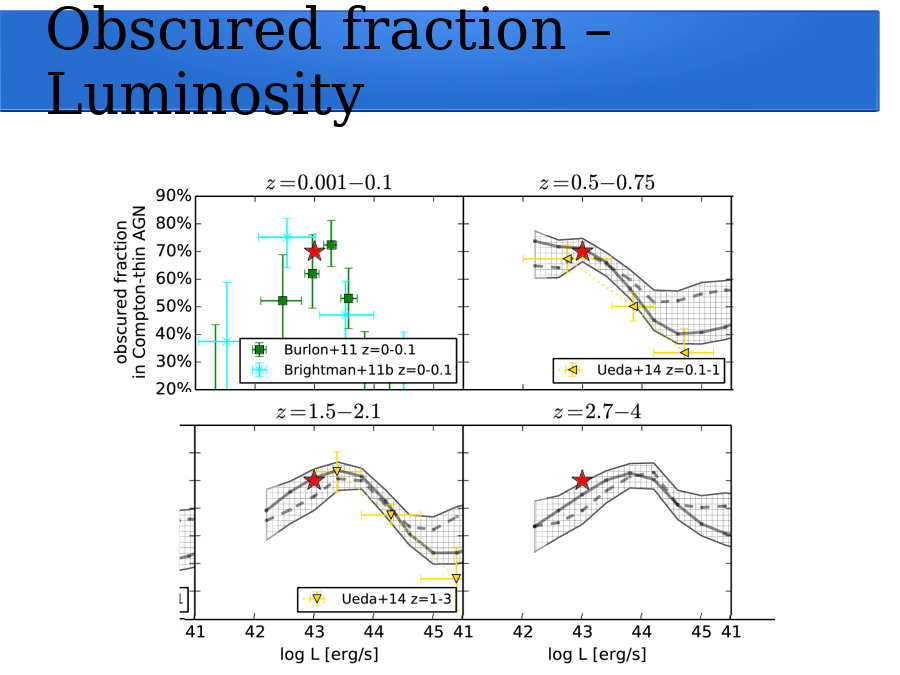 Obscured fraction –
Luminosity
z=0.001−0.1
z=0.5−0.75
90%
80%
70%
60%
50%
40%
30%
20%
obscured fraction
in Compton-thin AGN
Burlon+11 z=0-0.1
Brightman+11b z=0-0.1
Ueda+14 z=0.1-1
z=1.5−2.1
z=2.7−4
Ueda+14 z=1-3
41 42 43 44 45 41 42 43 44 45 41
log L [erg/s]
log L [erg/s]